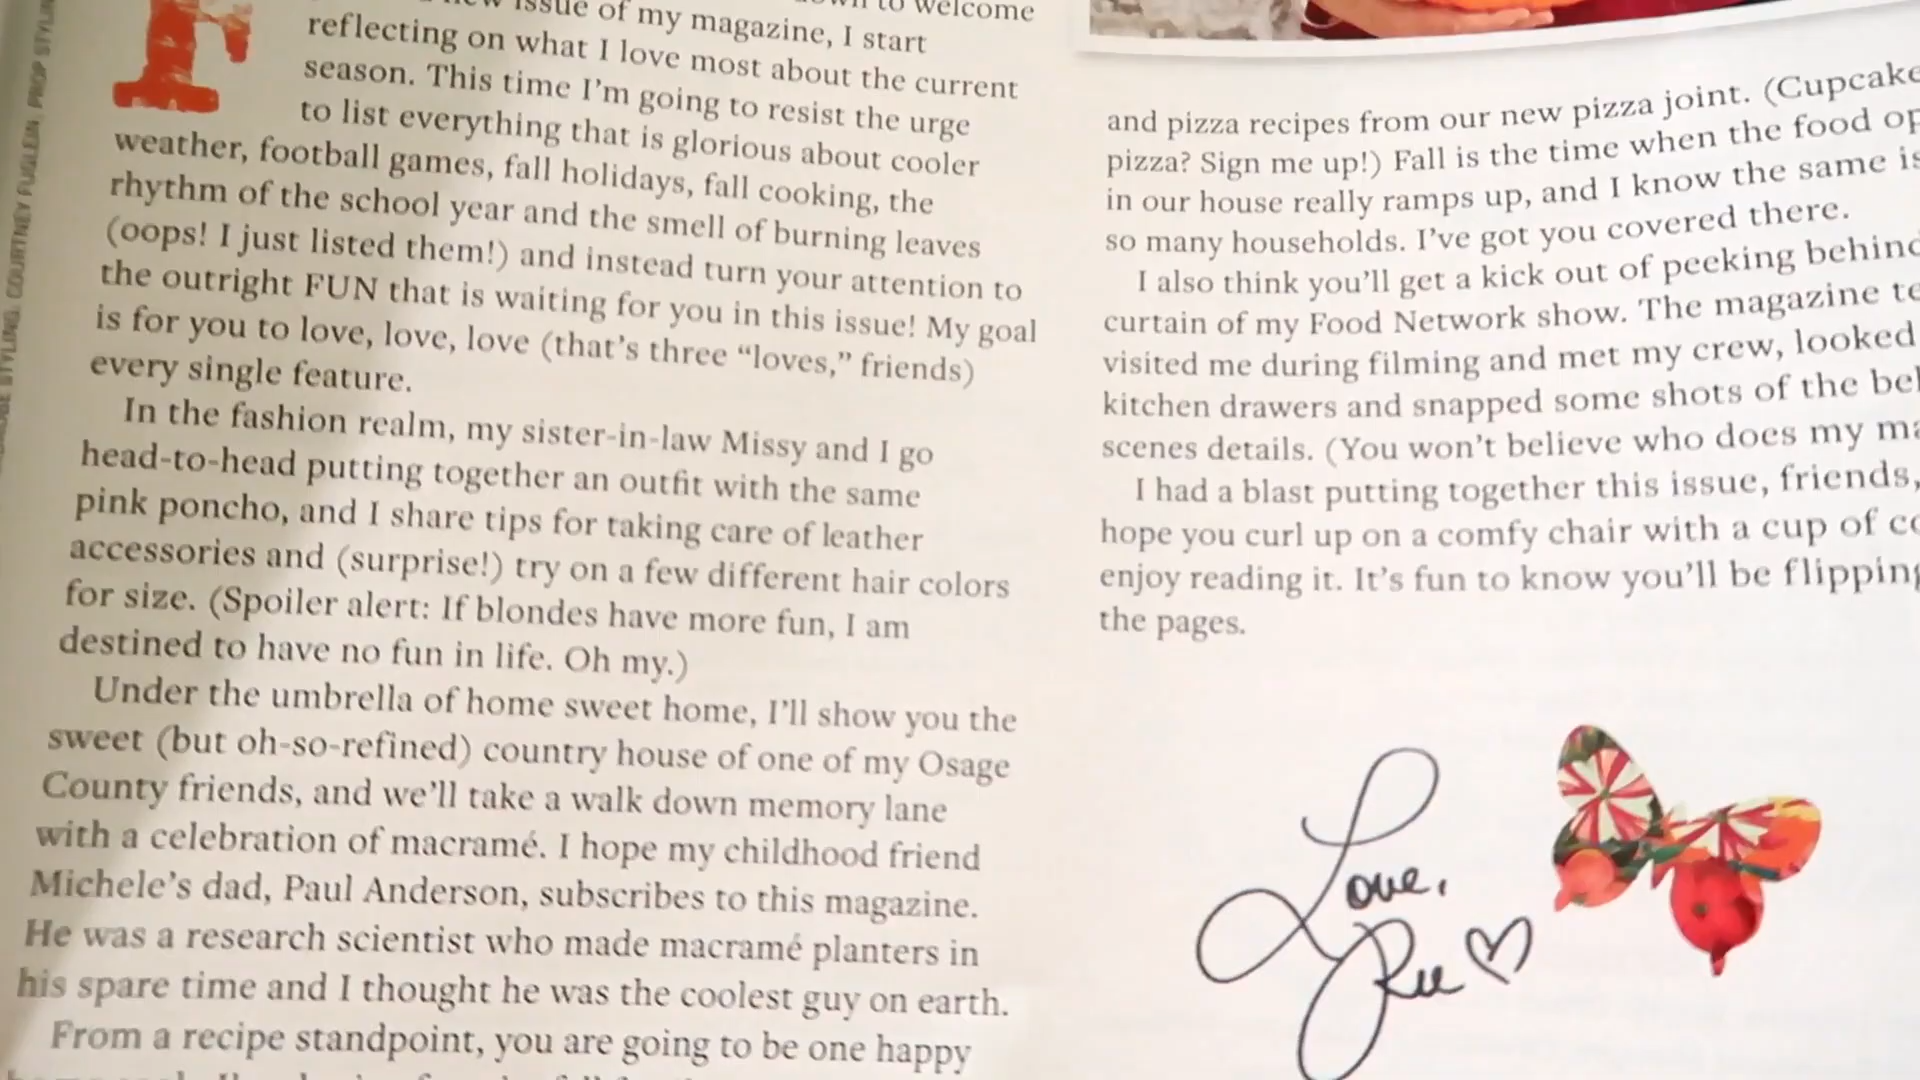 to welcome
issue of my magazine, I start
reflecting on what I love most about the current
season. This time I'm going to resist the urge
to list everything that is glorious about cooler
weather, football games, fall holidays, fall cooking, the
rhythm of the school year and the smell of burning leaves
(oops! I just listed them!) and instead turn your attention to
the outright FUN that is waiting for you in this issue! My goal
is for you to love, love, love (that's three “loves,” friends)
every single feature.
In the fashion realm, my sister-in-law Missy and I go
head-to-head putting together an outfit with the same
pink poncho, and I share tips for taking care of leather
accessories and (surprise!) try on a few different hair colors
for size. (Spoiler alert: If blondes have more fun, I am
destined to have no fun in life. Oh my.)
Under the umbrella of home sweet home, I'll show you the
sweet (but oh-so-refined) country house of one of my Osage
County friends, and we'll take a walk down memory lane
with a celebration of macramé. I hope my childhood friend
Michele's dad, Paul Anderson, subscribes to this magazine.
He was a research scientist who made macramé planters in
his spare time and I thought he was the coolest guy on earth.
From a recipe standpoint, you are going to be one happy
and pizza recipes from our new pizza joint. (Cupcake
pizza? Sign me up!) Fall is the time when the food op
in our house really ramps up, and I know the same is
so many households. I've got you covered there.
I also think you'll get a kick out of peeking behind
curtain of my Food Network show. The magazine te
visited me during filming and met my crew, looked
kitchen drawers and snapped some shots of the beh
scenes details. (You won't believe who does my ma
I had a blast putting together this issue, friends,
hope you curl up on a comfy chair with a cup of co
enjoy reading it. It's fun to know you'll be flipping
the pages.
Love,
Ree
STYLING: COURTNEY FUGLEIN, PROP STYLIN